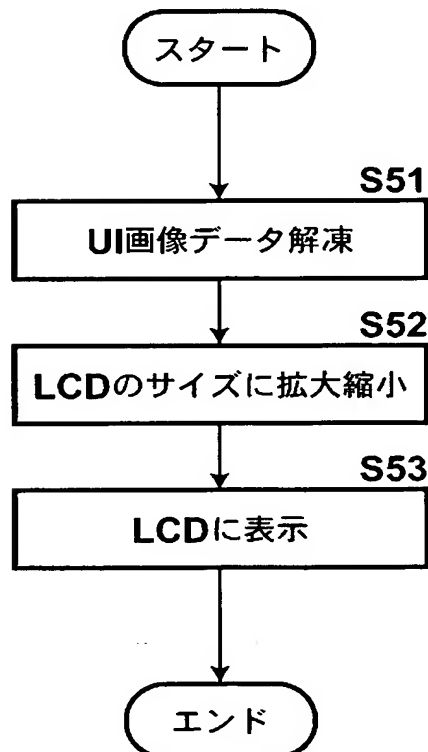 スタート
S51
UI画像データ解凍
S52
LCDのサイズに拡大縮小
S53
LCDに表示
エンド